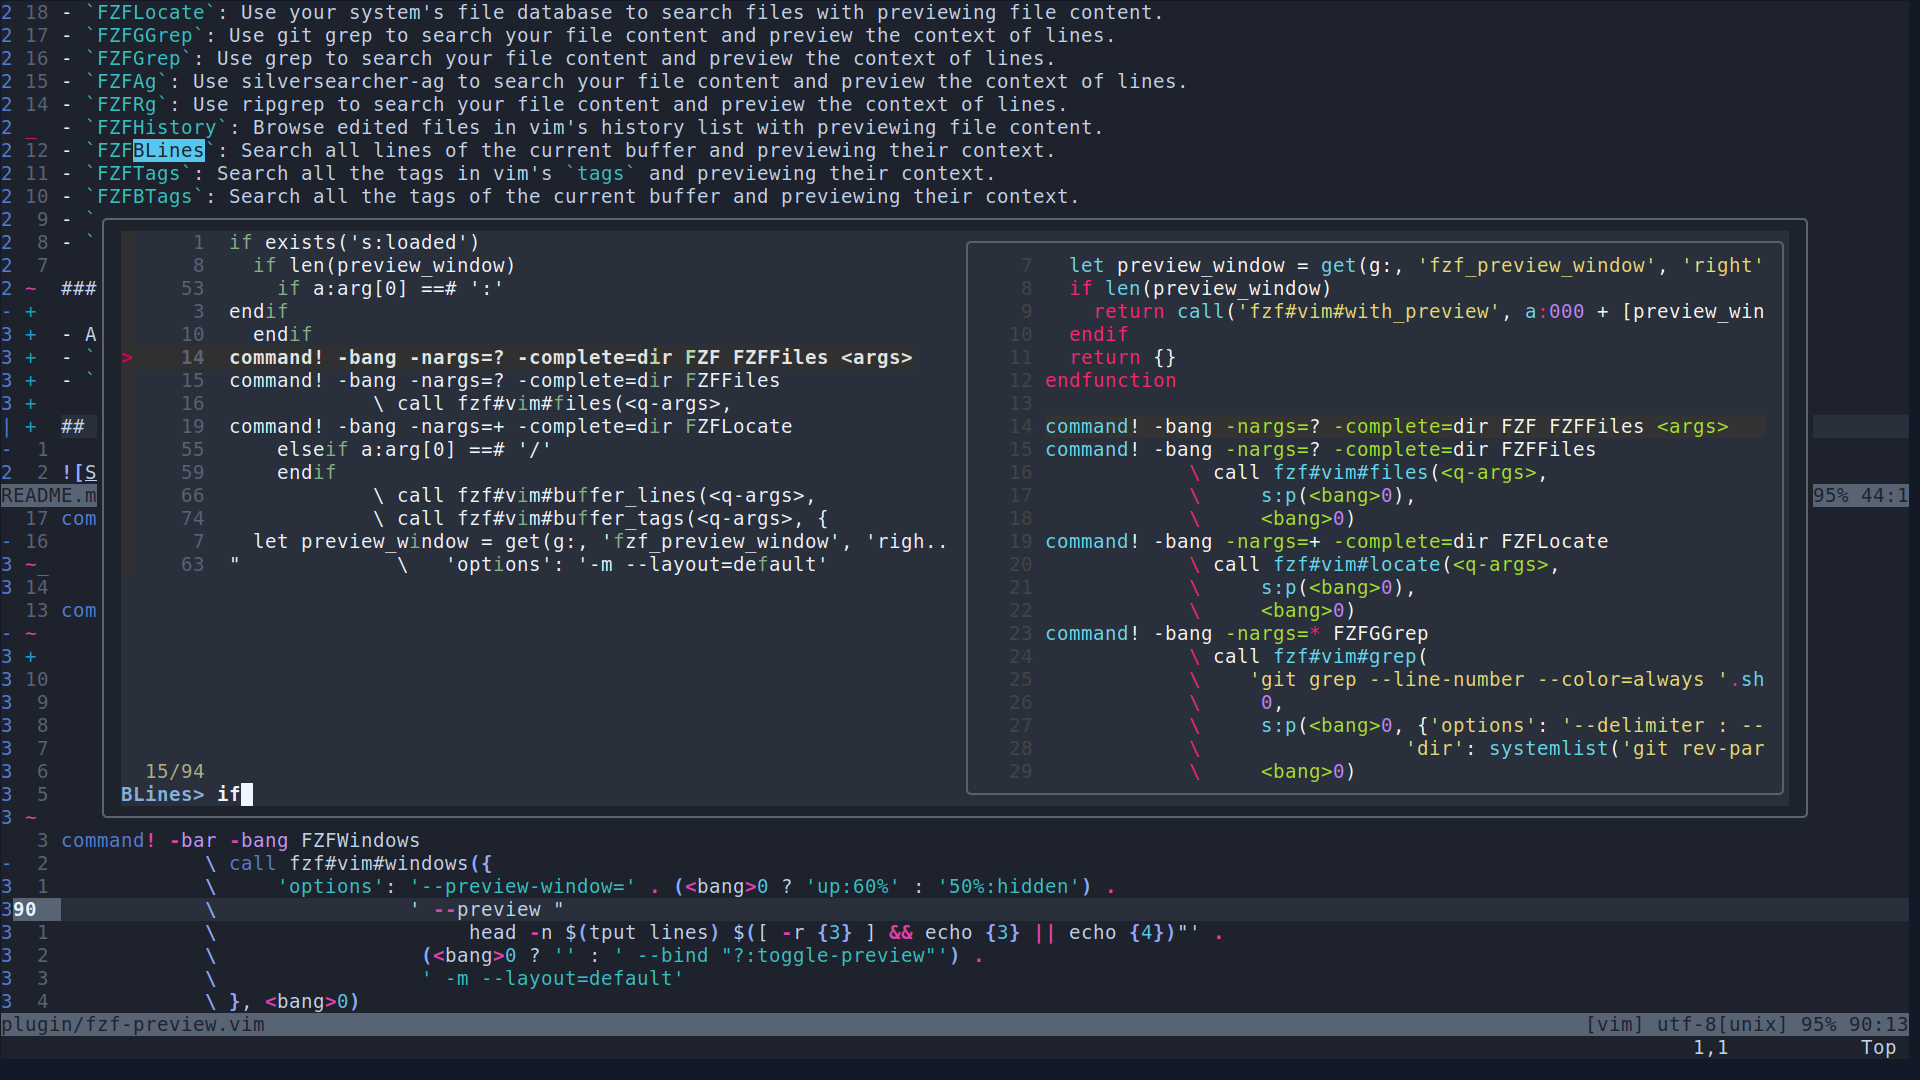 2 18 - `FZFLocate`: Use your system's file database to search files with previewing file content.
2 17 - `FZFGGrep`: Use git grep to search your file content and preview the context of lines.
2 16 - `FZFGrep`: Use grep to search your file content and preview the context of lines.
2 15 - `FZFAg`: Use silversearcher-ag to search your file content and preview the context of lines.
2 14 - `FZFRg`: Use ripgrep to search your file content and preview the context of lines.
2 _  - `FZFHistory`: Browse edited files in vim's history list with previewing file content.
2 12 - `FZFBLines`: Search all lines of the current buffer and previewing their context.
2 11 - `FZFTags`: Search all the tags in vim's `tags` and previewing their context.
2 10 - `FZFBTags`: Search all the tags of the current buffer and previewing their context.
2  9 - `
2  8 - `
2  7
2 ~  ###
- +
3 +  - A
3 +  - `
3 +  - `
3 +
| +  ##
-  1
2  2 ![S
README.m
95% 44:1
  17 com
- 16
3 ~_
3 14
  13 com
- ~
3 +
3 10
3  9
3  8
3  7
3  6
3  5
3 ~
1  if exists('s:loaded')
8    if len(preview_window)
53      if a:arg[0] ==# ':'
3  endif
10    endif
>    14  command! -bang -nargs=? -complete=dir FZF FZFFiles <args>
15  command! -bang -nargs=? -complete=dir FZFFiles
16              \ call fzf#vim#files(<q-args>,
19  command! -bang -nargs=+ -complete=dir FZFLocate
55      elseif a:arg[0] ==# '/'
59      endif
66              \ call fzf#vim#buffer_lines(<q-args>,
74              \ call fzf#vim#buffer_tags(<q-args>, {
7    let preview_window = get(g:, 'fzf_preview_window', 'righ..
63  "             \   'options': '-m --layout=default'
15/94
BLines> if
7   let preview_window = get(g:, 'fzf_preview_window', 'right'
8   if len(preview_window)
9     return call('fzf#vim#with_preview', a:000 + [preview_win
10   endif
11   return {}
12 endfunction
13
14 command! -bang -nargs=? -complete=dir FZF FZFFiles <args>
15 command! -bang -nargs=? -complete=dir FZFFiles
16             \ call fzf#vim#files(<q-args>,
17             \     s:p(<bang>0),
18             \     <bang>0)
19 command! -bang -nargs=+ -complete=dir FZFLocate
20             \ call fzf#vim#locate(<q-args>,
21             \     s:p(<bang>0),
22             \     <bang>0)
23 command! -bang -nargs=* FZFGGrep
24             \ call fzf#vim#grep(
25             \    'git grep --line-number --color=always '.sh
26             \     0,
27             \     s:p(<bang>0, {'options': '--delimiter : --
28             \                 'dir': systemlist('git rev-par
29             \     <bang>0)
   3 command! -bar -bang FZFWindows
-  2             \ call fzf#vim#windows({
3  1             \     'options': '--preview-window=' . (<bang>0 ? 'up:60%' : '50%:hidden') .
390              \                ' --preview "
3  1             \                     head -n $(tput lines) $([ -r {3} ] && echo {3} || echo {4})"' .
3  2             \                 (<bang>0 ? '' : ' --bind "?:toggle-preview"') .
3  3             \                 ' -m --layout=default'
3  4             \ }, <bang>0)
plugin/fzf-preview.vim    [vim] utf-8[unix] 95% 90:13
1,1           Top